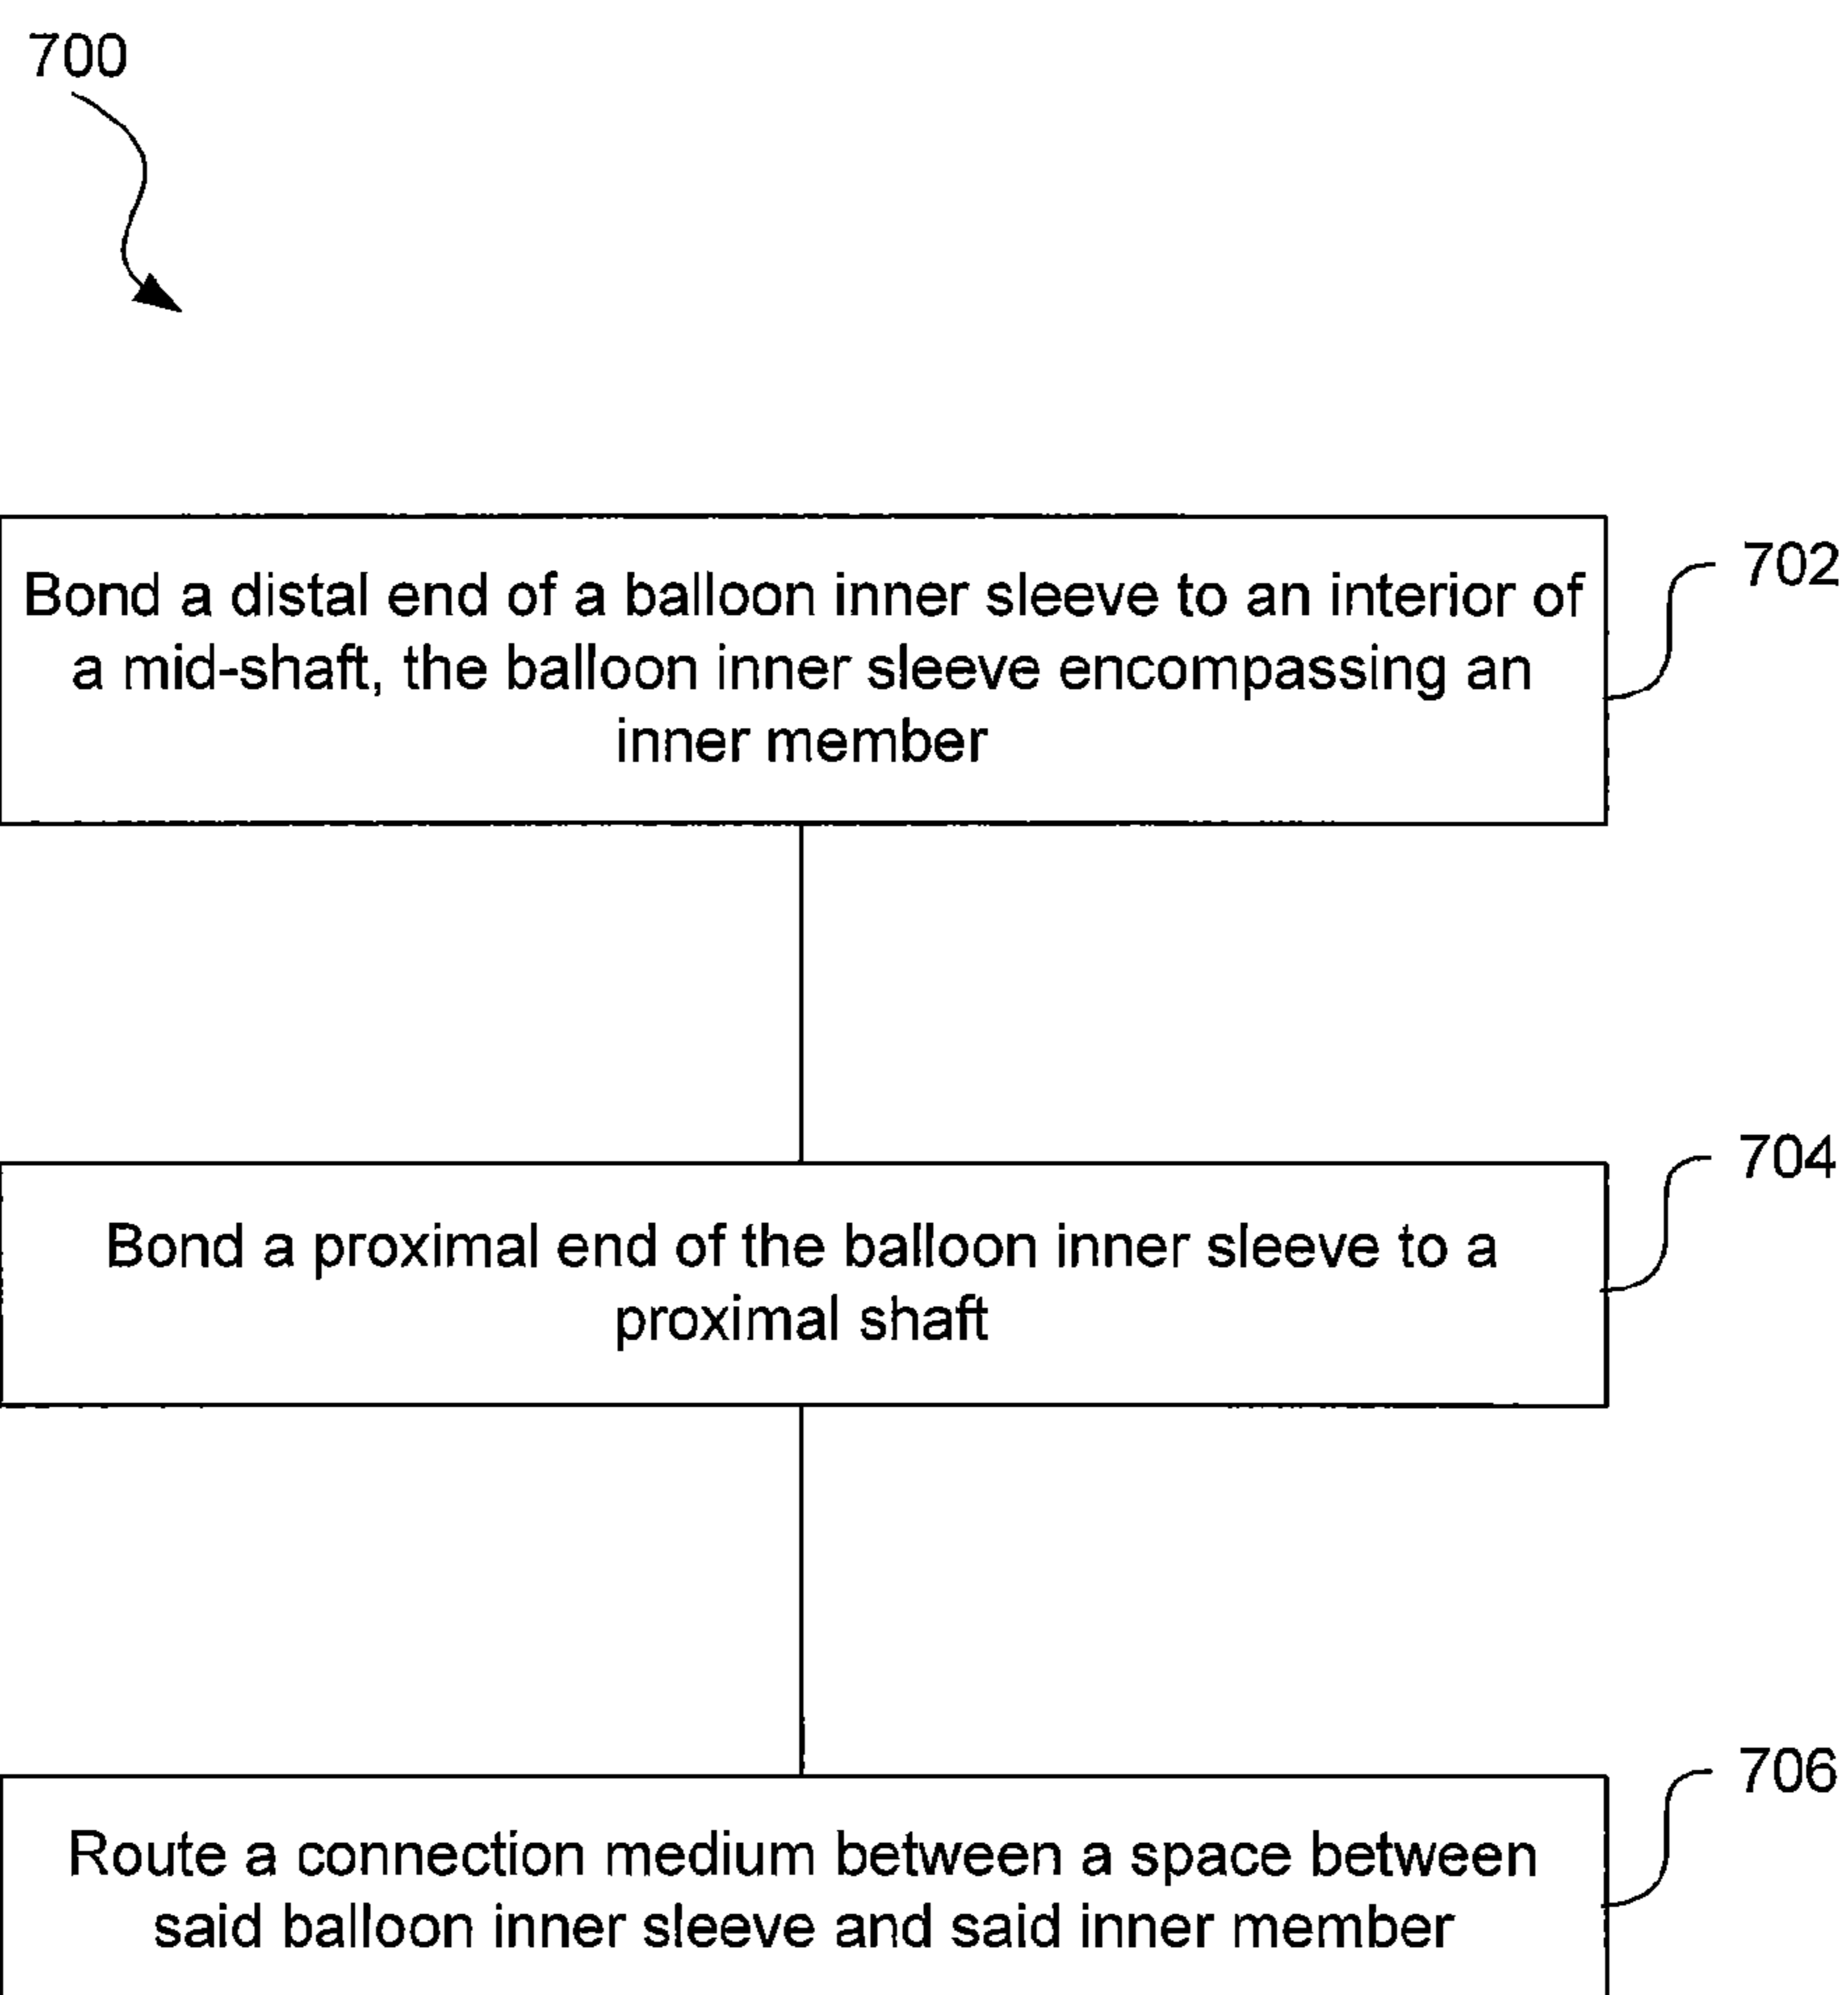 700
Bond a distal end of a balloon inner sleeve to an interior of
a mid-shaft, the balloon inner sleeve encompassing an
inner member
702
Bond a proximal end of the balloon inner sleeve to a
proximal shaft
704
Route a connection medium between a space between
said balloon inner sleeve and said inner member
706